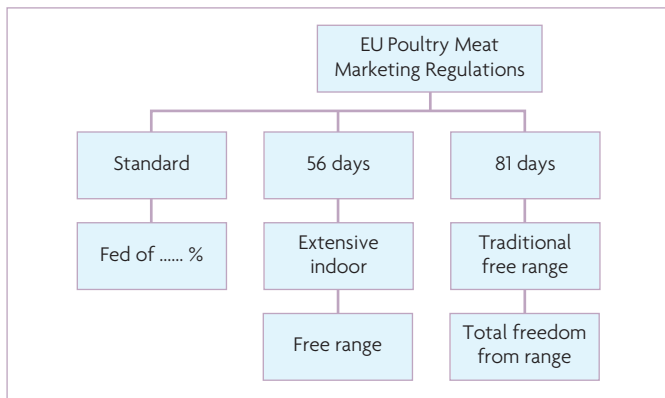 EU Poultry Meat
Marketing Regulations
Standard
56 days
81 days
Fed of ...... %
Extensive
indoor
Traditional
free range
Free range
Total freedom
from range